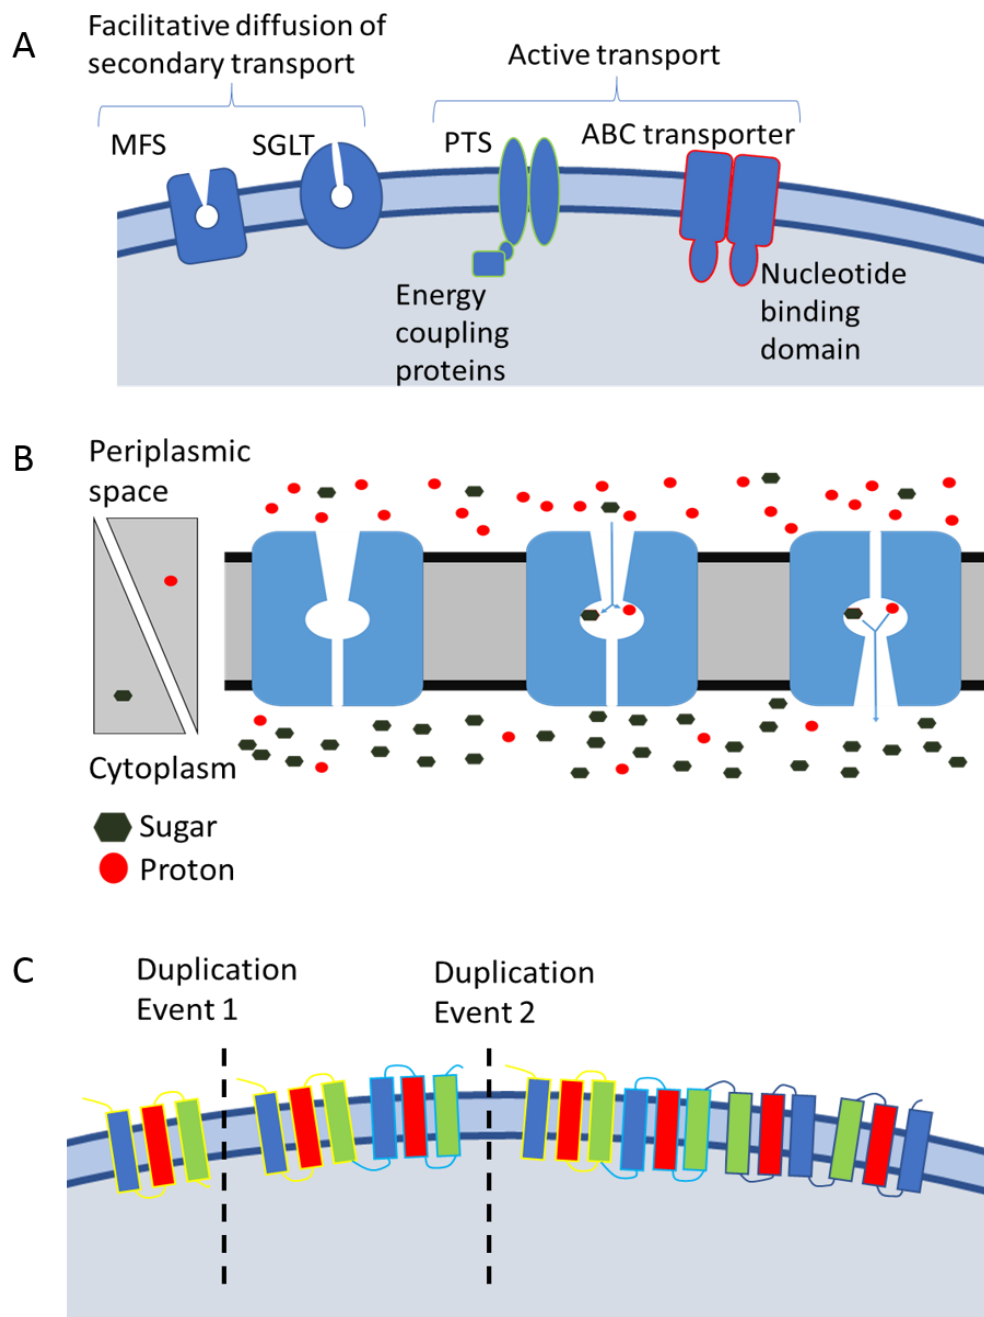 A
Facilitative diffusion of
secondary transport
Active transport
MFS
SGLT
PTS
ABC transporter
Energy
coupling
proteins
Nucleotide
binding
domain
B
Periplasmic
space
Cytoplasm
Sugar
Proton
C
Duplication
Event 1
Duplication
Event 2